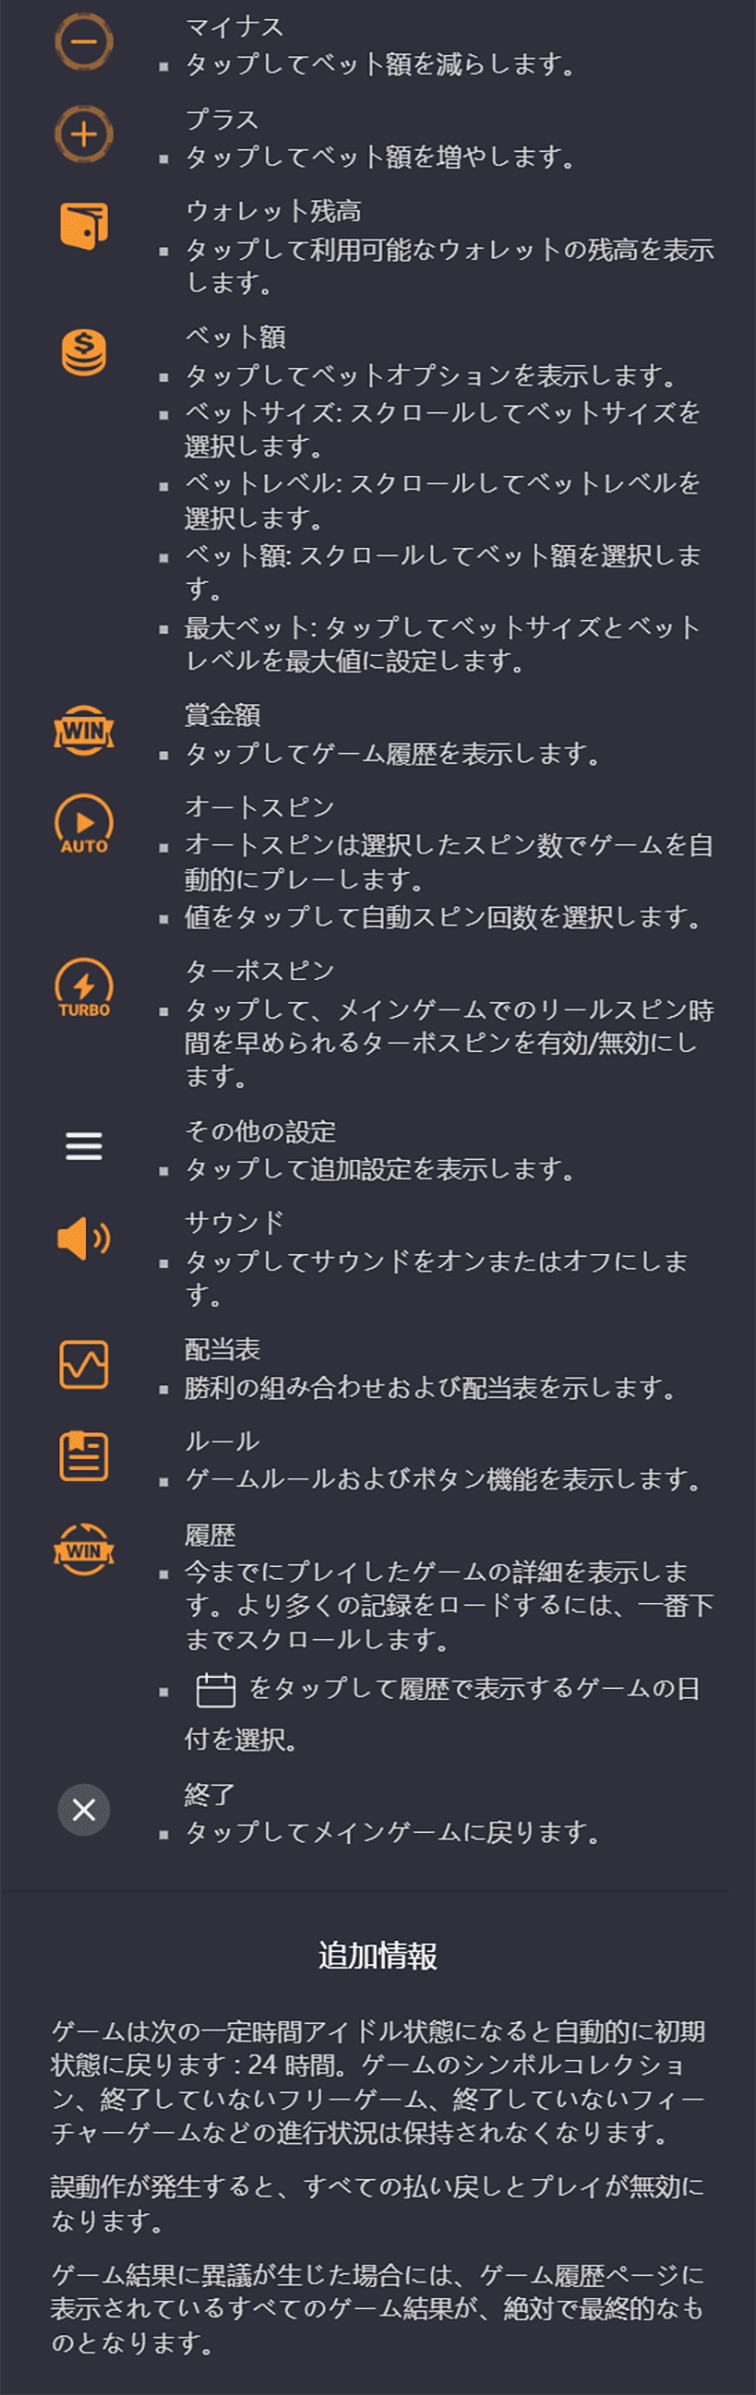 マイナス
▪ タップしてベット額を減らします。
プラス
▪ タップしてベット額を増やします。
ウォレット残高
▪ タップして利用可能なウォレットの残高を表示
します。
$
ベット額
▪ タップしてベットオプションを表示します。
▪ ベットサイズ: スクロールしてベットサイズを
選択します。
▪ ベットレベル: スクロールしてベットレベルを
選択します。
▪ ベット額: スクロールしてベット額を選択しま
す。
▪ 最大ベット: タップしてベットサイズとベット
レベルを最大値に設定します。
WIN
賞金額
▪ タップしてゲーム履歴を表示します。
AUTO
オートスピン
▪ オートスピンは選択したスピン数でゲームを自
動的にプレーします。
▪ 値をタップして自動スピン回数を選択します。
TURBO
ターボスピン
▪ タップして、メインゲームでのリールスピン時
間を早められるターボスピンを有効/無効にし
ます。
その他の設定
▪ タップして追加設定を表示します。
サウンド
▪ タップしてサウンドをオンまたはオフにしま
す。
配当表
▪ 勝利の組み合わせおよび配当表を示します。
ルール
▪ ゲームルールおよびボタン機能を表示します。
WIN
履歴
▪ 今までにプレイしたゲームの詳細を表示しま
す。より多くの記録をロードするには、一番下
までスクロールします。
▪ をタップして履歴で表示するゲームの日
付を選択。
終了
▪ タップしてメインゲームに戻ります。
追加情報
ゲームは次の一定時間アイドル状態になると自動的に初期
状態に戻ります : 24 時間。ゲームのシンボルコレクショ
ン、終了していないフリーゲーム、終了していないフィー
チャーゲームなどの進行状況は保持されなくなります。
誤動作が発生すると、すべての払い戻しとプレイが無効に
なります。
ゲーム結果に異議が生じた場合には、ゲーム履歴ページに
表示されているすべてのゲーム結果が、絶対で最終的なも
のとなります。